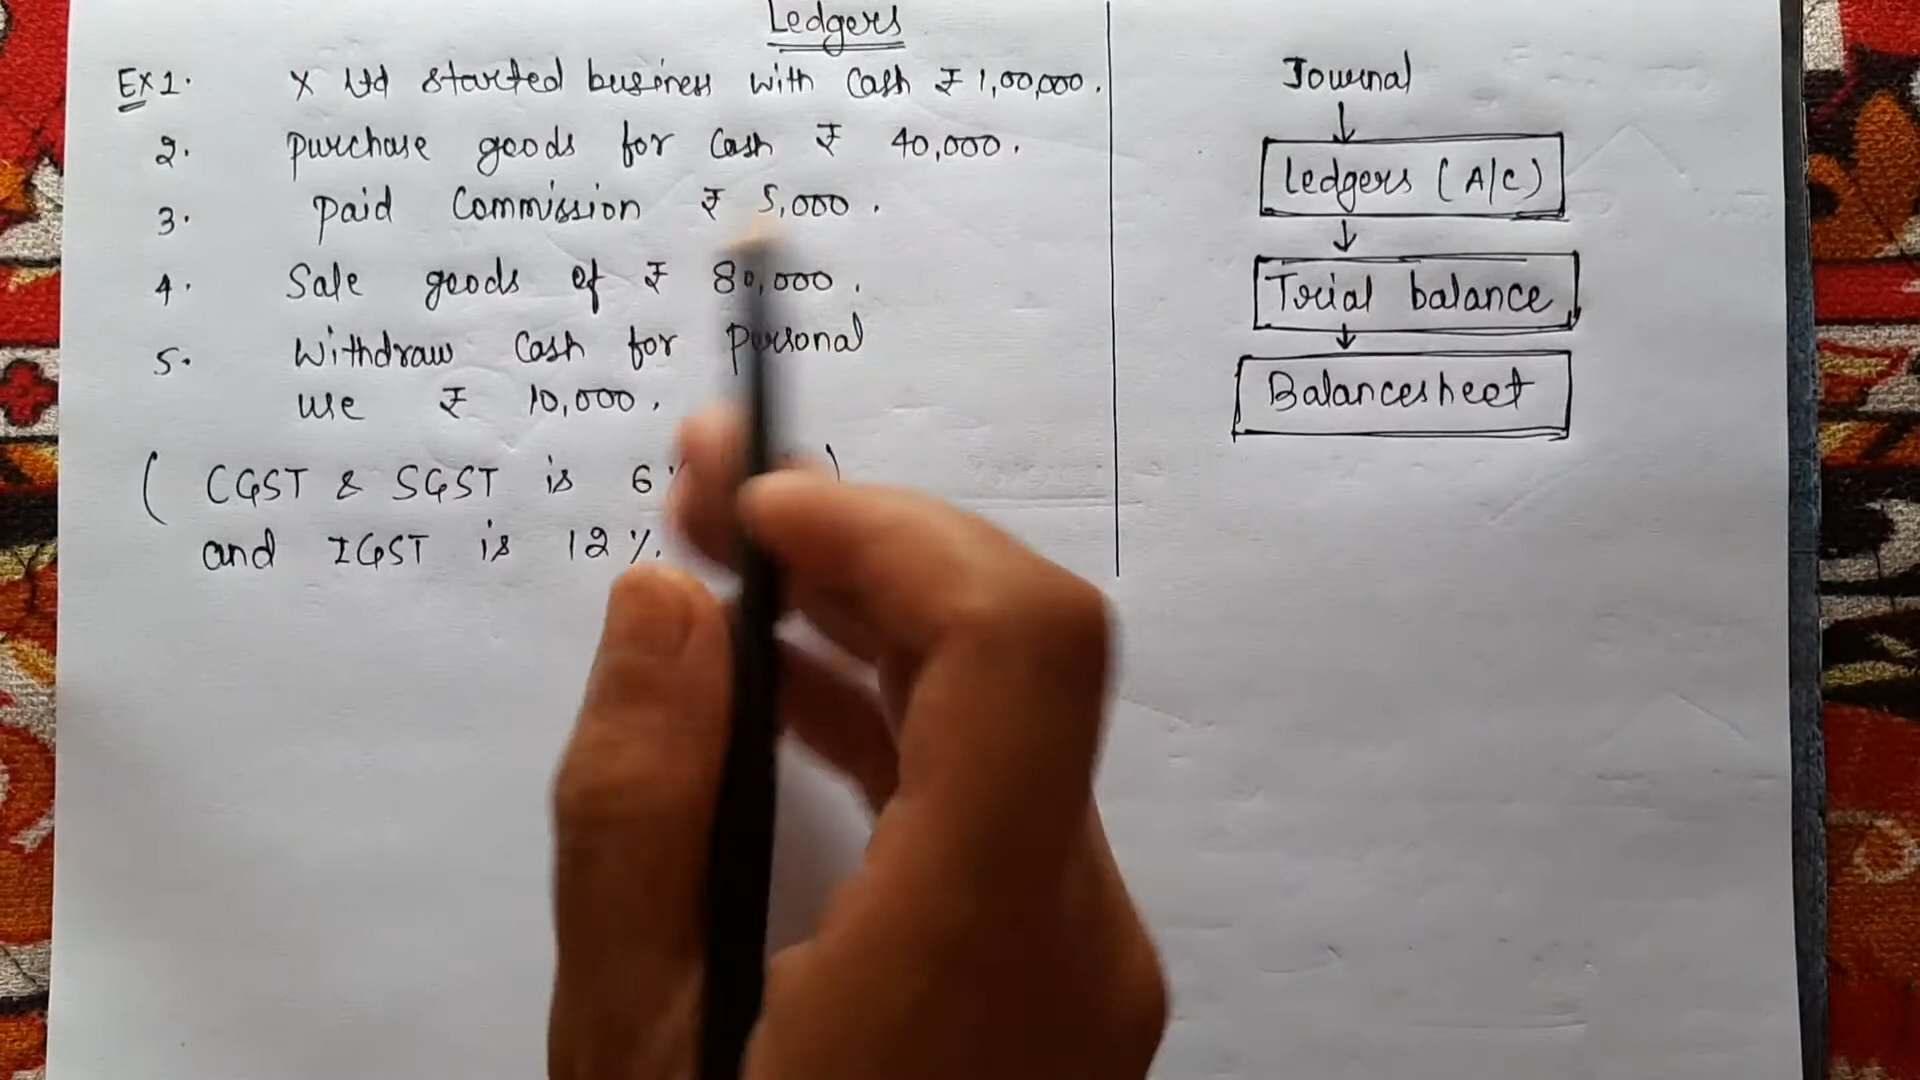 Ledgers
Ex 1. X Ltd started business with Cash ₹ 1,00,000.
2. purchase goods for Cash ₹ 40,000.
3. paid Commission ₹ 5,000.
4. Sale goods of ₹ 80,000.
5. Withdraw Cash for personal
use ₹ 10,000.
( CGST & SGST is 6 )
and IGST is 12%.
Journal
Ledgers (A/C)
Trial balance
Balancesheet